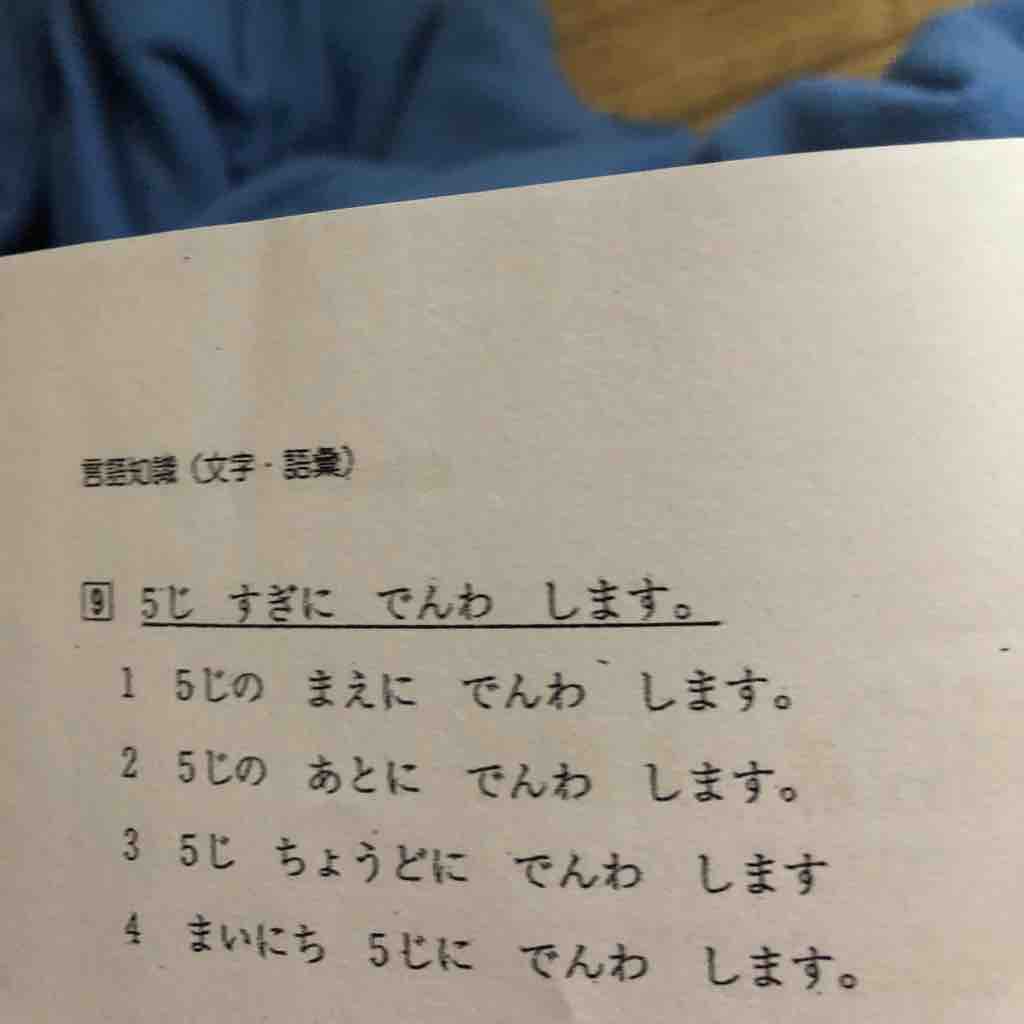 言語知識(文字・語彙)
9 5じ すぎに でんわ します。
1 5じの まえに でんわ します。
2 5じの あとに でんわ します。
3 5じ ちょうどに でんわ します
4 まいにち 5じに でんわ します。